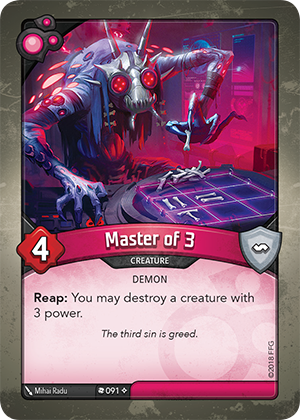 4
Master of 3
CREATURE
DEMON
Reap: You may destroy a creature with
3 power.
The third sin is greed.
©2018 FFG
Mihai Radu
091